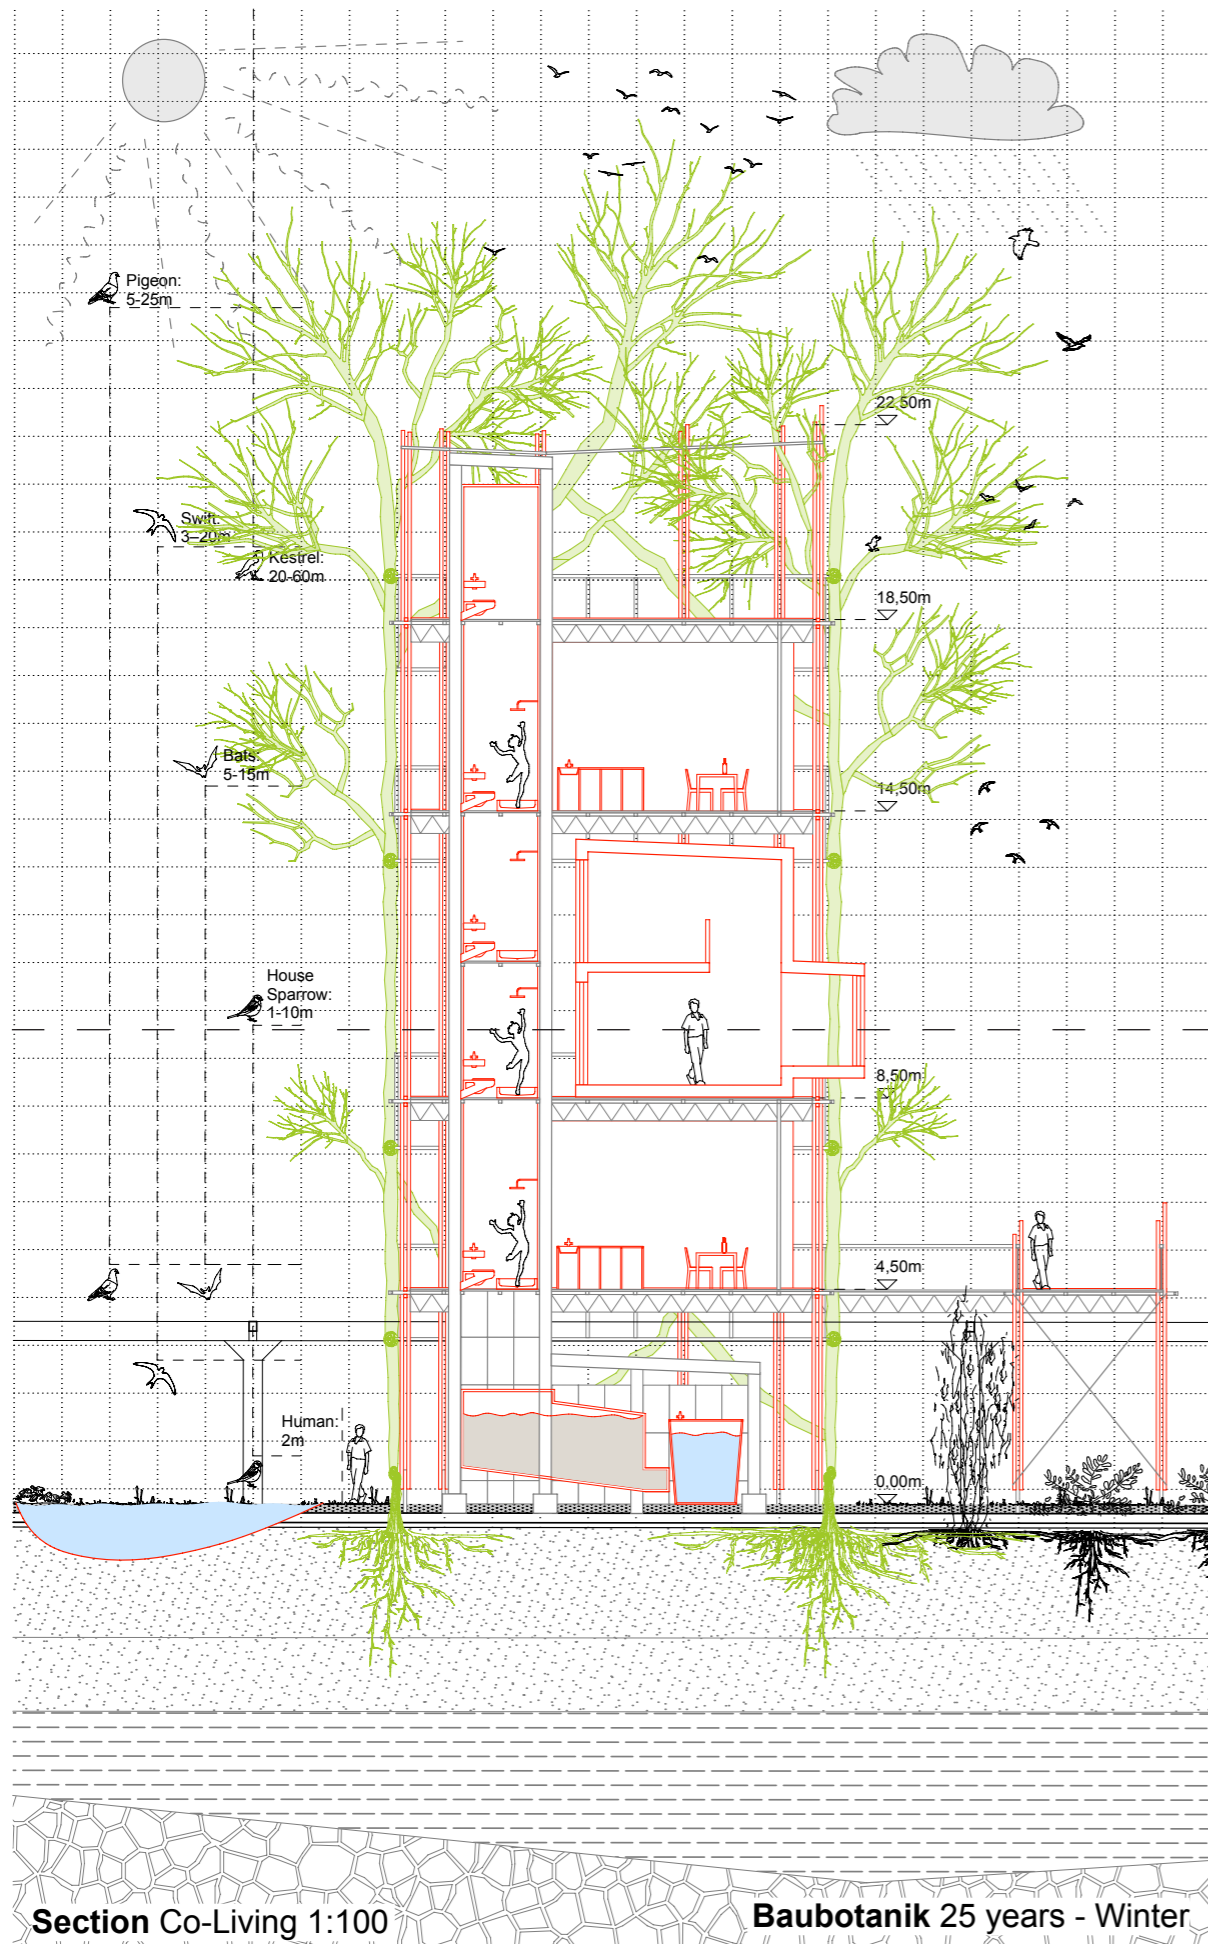 Pigeon:
5-25m
22,50m
Swift:
3–20m
Kestrel:
20-60m
18,50m
Bats:
5-15m
14,50m
House
Sparrow:
1-10m
8,50m
4,50m
Human:
2m
0,00m
Section Co-Living 1:100
Baubotanik 25 years - Winter